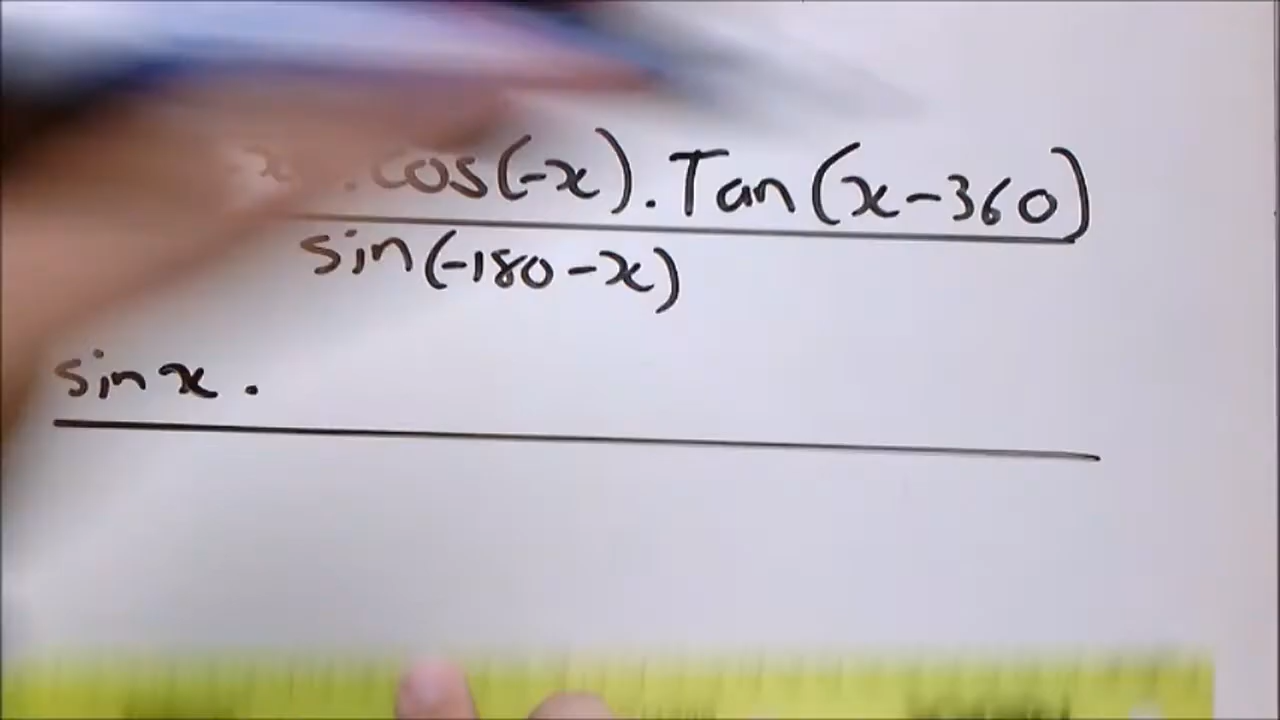 x . cos(-x) . Tan(x-360)
sin(-180-x)
sin x .